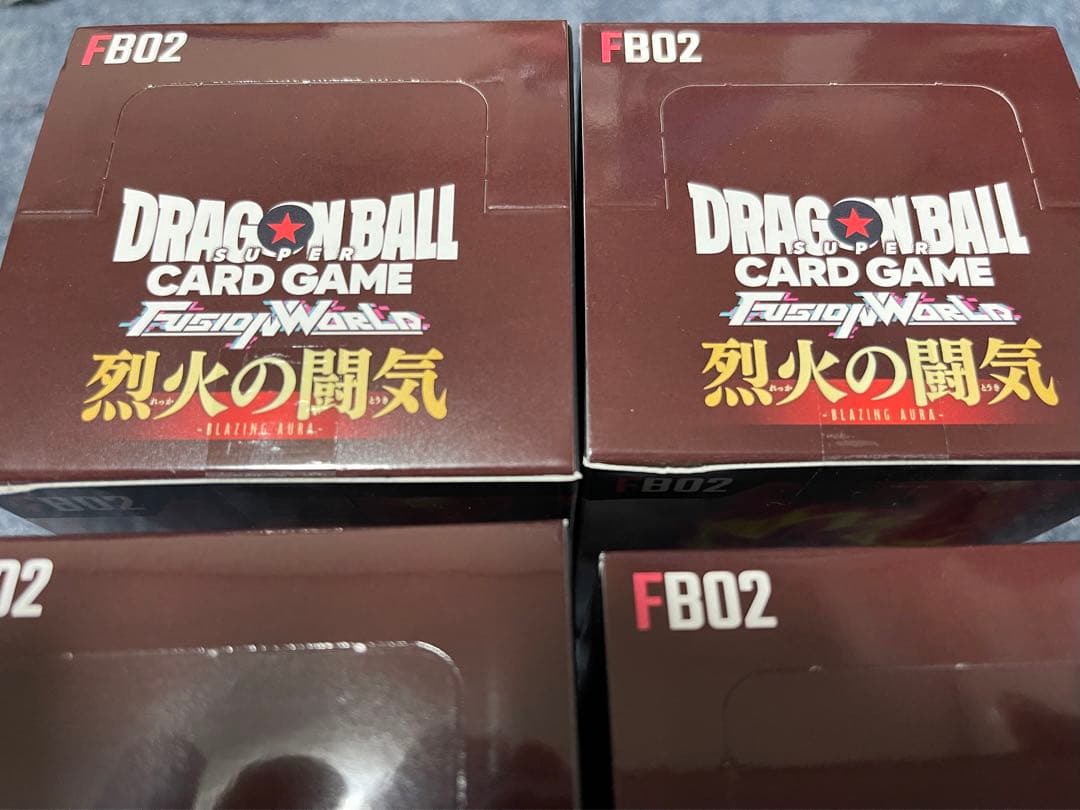 FB02
DRAGON BALL
SUPER
CARD GAME
FUSION WORLD
烈火の闘気
れっか とうき
-BLAZING AURA-
FB02
DRAGON BALL
SUPER
CARD GAME
FUSION WORLD
烈火の闘気
れっか とうき
-BLAZING AURA-
FB02
FB02
02
FB02